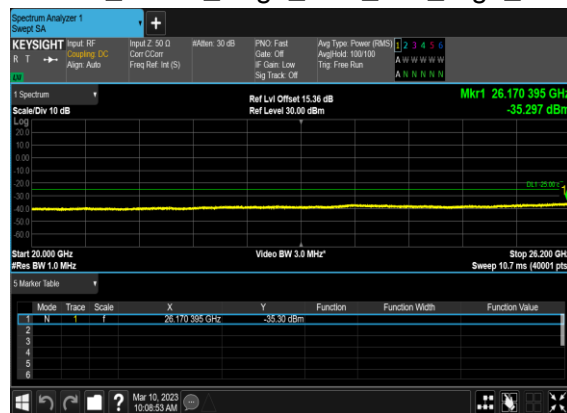 Spectrum Analyzer 1
Swept SA
+
KEYSIGHT
R T
Input: RF
Coupling: DC
Align: Auto
Input Z: 50 Ω
Corr CCorr
Freq Ref: Int (S)
#Atten: 30 dB
PNO: Fast
Gate: Off
IF Gain: Low
Sig Track: Off
Avg Type: Power (RMS)
Avg|Hold: 100/100
Trig: Free Run
1 2 3 4 5 6
A W W W W W
A N N N N N
1 Spectrum
Scale/Div 10 dB
Ref Lvl Offset 15.36 dB
Ref Level 30.00 dBm
Mkr1 26.170 395 GHz
-35.297 dBm
Log
20.0
10.0
0.00
-10.0
-20.0
-30.0
-40.0
-50.0
-60.0
1
Start 20.000 GHz
#Res BW 1.0 MHz
Video BW 3.0 MHz*
Stop 26.200 GHz
Sweep 10.7 ms (40001 pts)
5 Marker Table
Mode Trace Scale X Y Function Function Width Function Value
1 N 1 f 26.170 395 GHz -35.30 dBm
2
3
4
5
6
?
Mar 10, 2023
10:08:53 AM